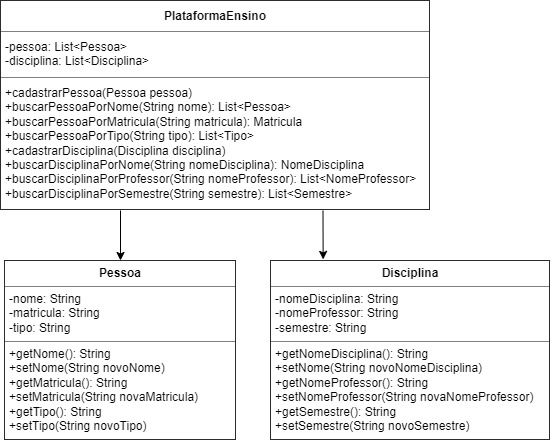 PlataformaEnsino
-pessoa: List<Pessoa>
-disciplina: List<Disciplina>
+cadastrarPessoa(Pessoa pessoa)
+buscarPessoaPorNome(String nome): List<Pessoa>
+buscarPessoaPorMatricula(String matricula): Matricula
+buscarPessoaPorTipo(String tipo): List<Tipo>
+cadastrarDisciplina(Disciplina disciplina)
+buscarDisciplinaPorNome(String nomeDisciplina): NomeDisciplina
+buscarDisciplinaPorProfessor(String nomeProfessor): List<NomeProfessor>
+buscarDisciplinaPorSemestre(String semestre): List<Semestre>
Pessoa
-nome: String
-matricula: String
-tipo: String
+getNome(): String
+setNome(String novoNome)
+getMatricula(): String
+setMatricula(String novaMatricula)
+getTipo(): String
+setTipo(String novoTipo)
Disciplina
-nomeDisciplina: String
-nomeProfessor: String
-semestre: String
+getNomeDisciplina(): String
+setNome(String novoNomeDisciplina)
+getNomeProfessor(): String
+setNomeProfessor(String novaNomeProfessor)
+getSemestre(): String
+setSemestre(String novoSemestre)